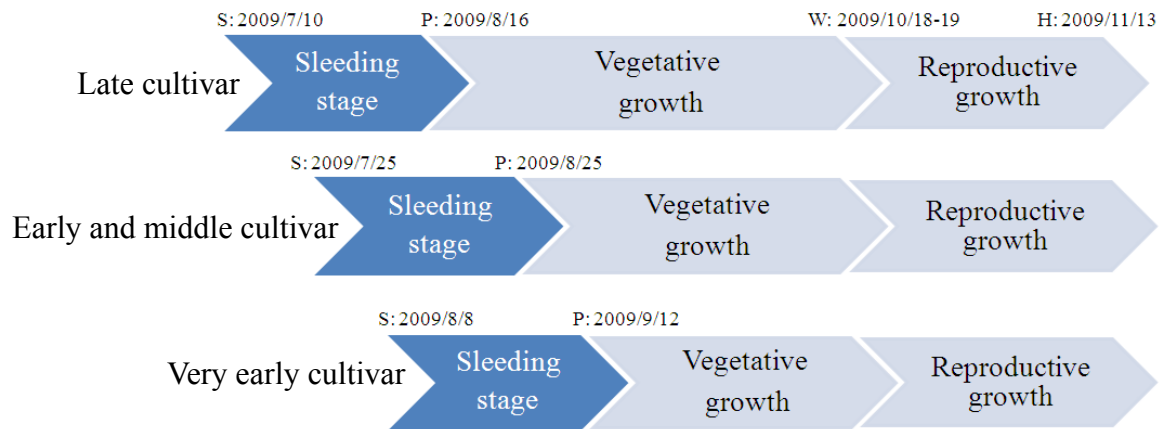 S: 2009/7/10 P: 2009/8/16 W: 2009/10/18-19 H: 2009/11/13
Late cultivar
Sleeding
stage
Vegetative
growth
Reproductive
growth
S: 2009/7/25 P: 2009/8/25
Early and middle cultivar
Sleeding
stage
Vegetative
growth
Reproductive
growth
S: 2009/8/8 P: 2009/9/12
Very early cultivar
Sleeding
stage
Vegetative
growth
Reproductive
growth